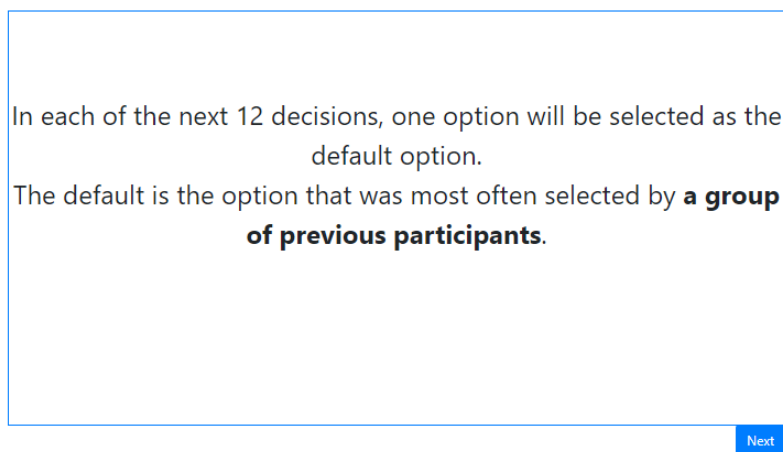 In each of the next 12 decisions, one option will be selected as the
default option.
The default is the option that was most often selected by a group
of previous participants.
Next